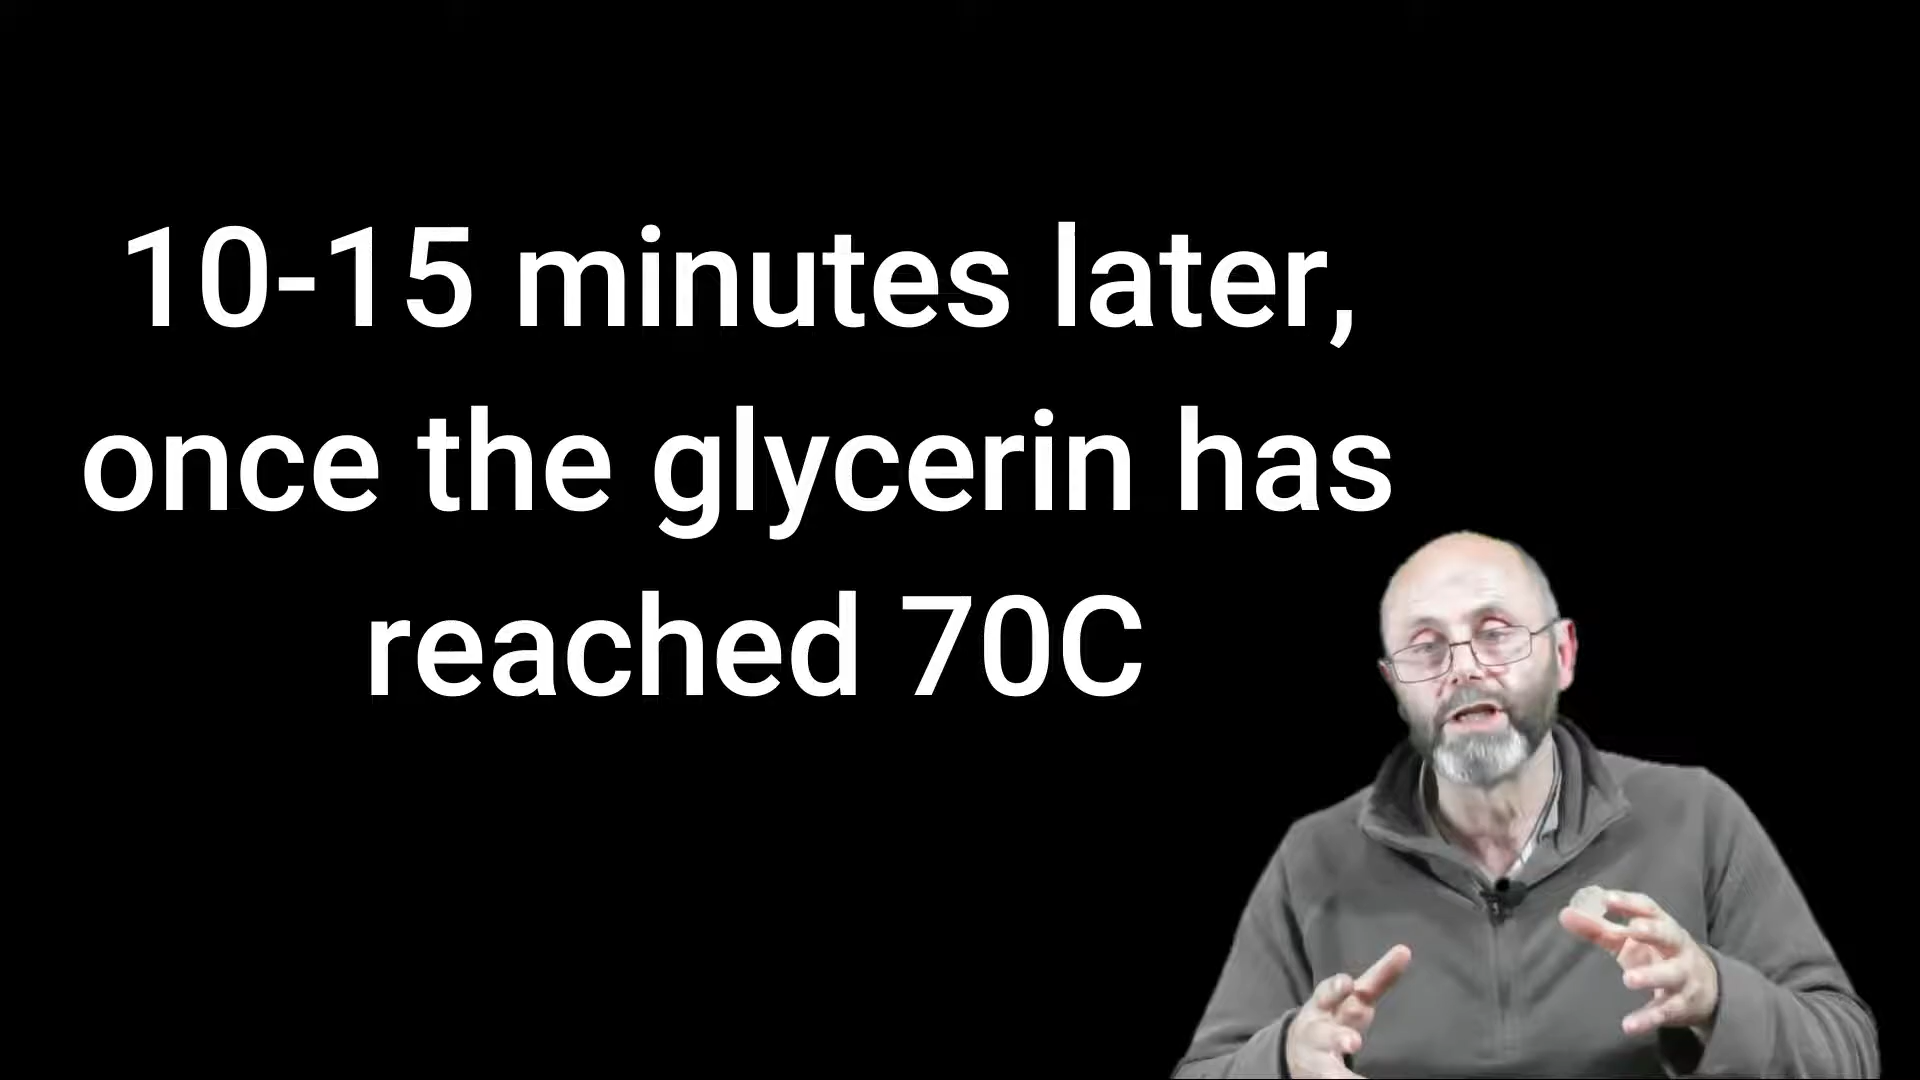 10-15 minutes later,
once the glycerin has
reached 70C